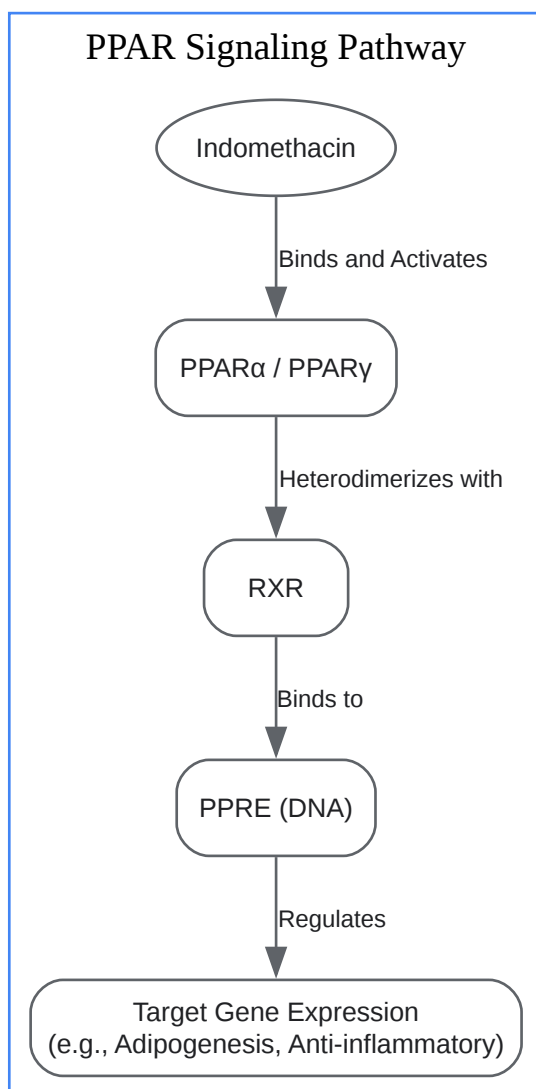 PPAR Signaling Pathway
Indomethacin
Binds and Activates
PPARα / PPARγ
Heterodimerizes with
RXR
Binds to
PPRE (DNA)
Regulates
Target Gene Expression
(e.g., Adipogenesis, Anti-inflammatory)